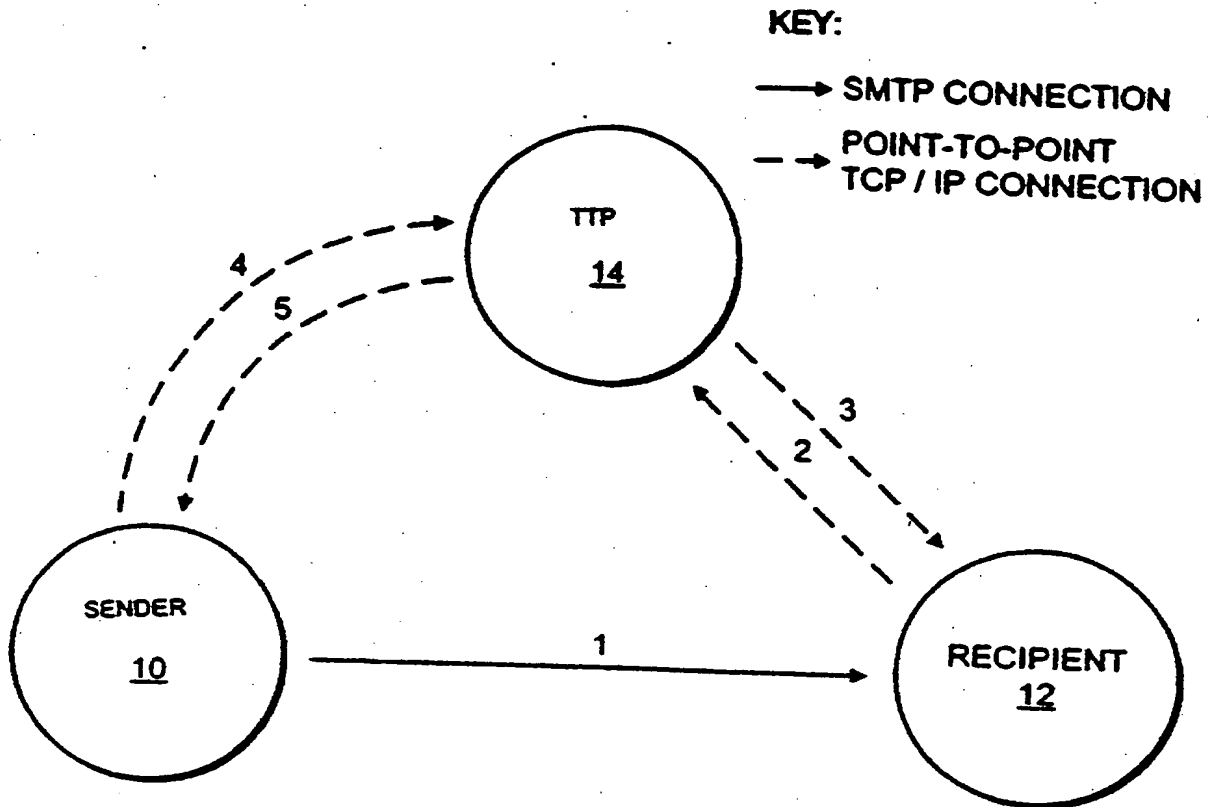 KEY:
SMTP CONNECTION
POINT-TO-POINT
TCP / IP CONNECTION
TTP
14
4
5
3
2
SENDER
10
1
RECIPIENT
12